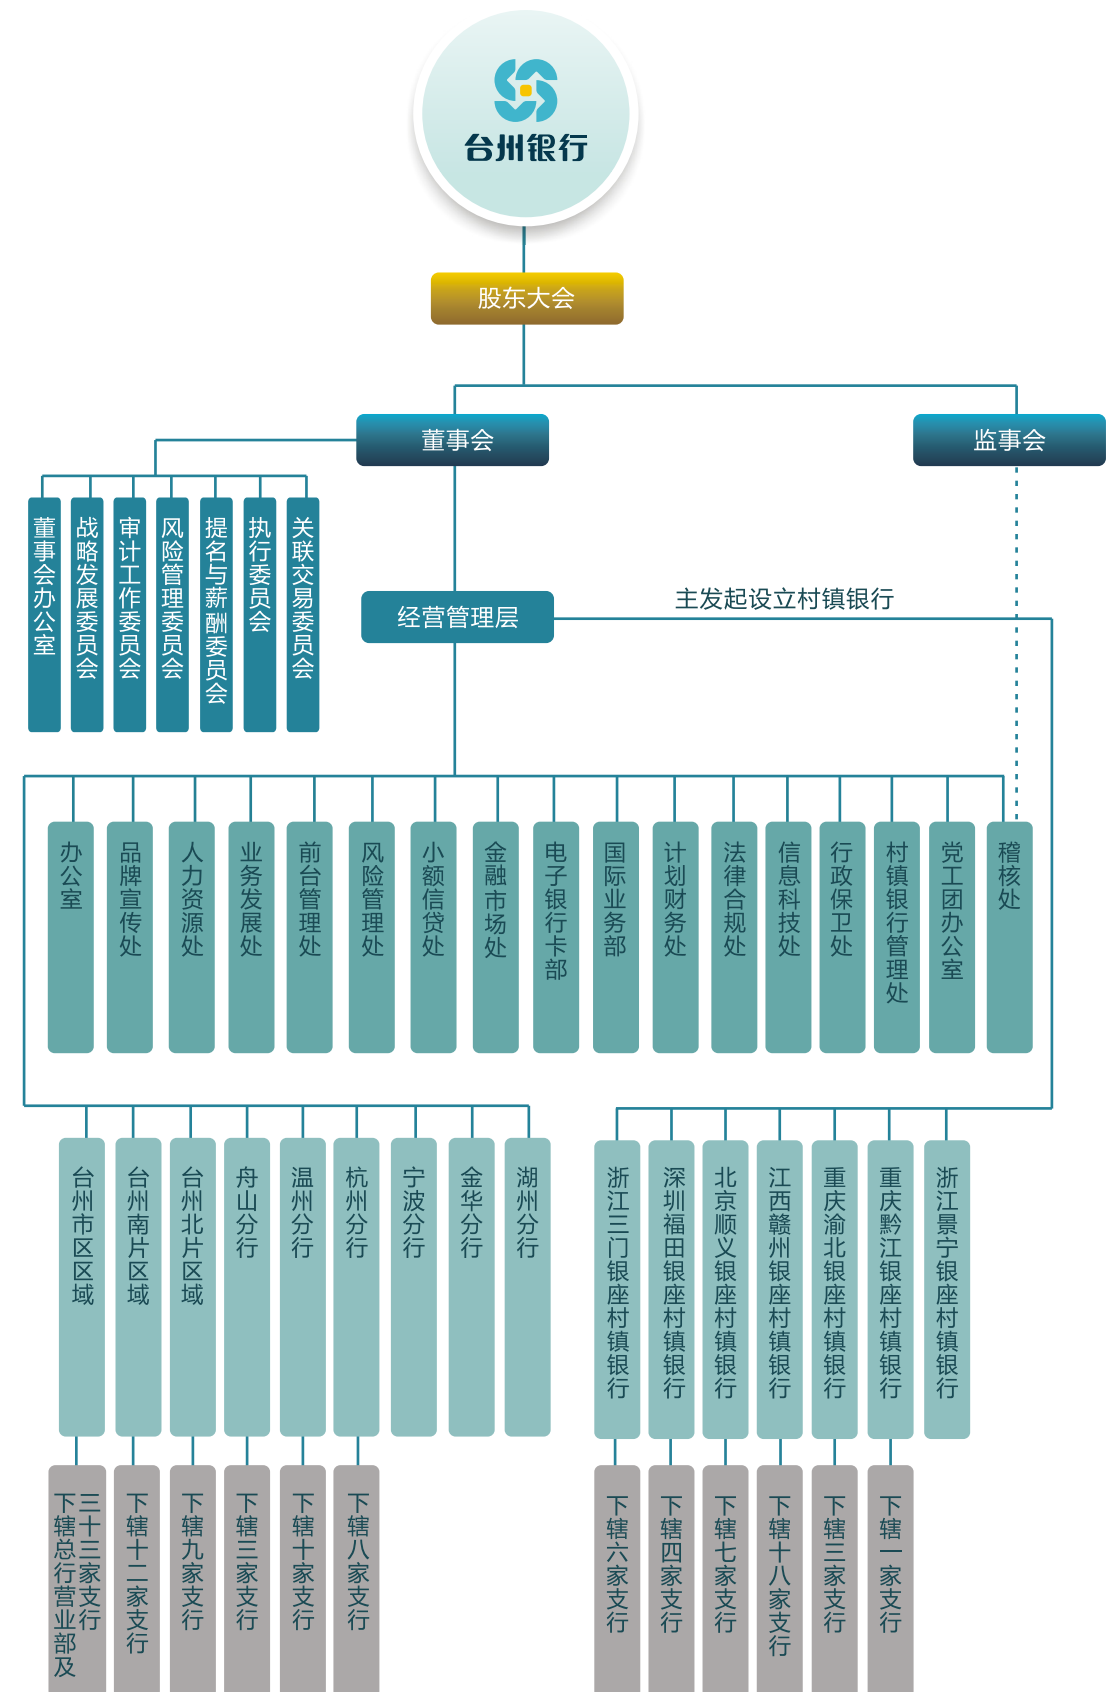 台州银行
股东大会
董事会
监事会
董事会办公室
战略发展委员会
审计工作委员会
风险管理委员会
提名与薪酬委员会
执行委员会
关联交易委员会
经营管理层
主发起设立村镇银行
办公室
品牌宣传处
人力资源处
业务发展处
前台管理处
风险管理处
小额信贷处
金融市场处
电子银行卡部
国际业务部
计划财务处
法律合规处
信息科技处
行政保卫处
村镇银行管理处
党工团办公室
稽核处
台州市区区域
台州南片区域
台州北片区域
舟山分行
温州分行
杭州分行
宁波分行
金华分行
湖州分行
浙江三门银座村镇银行
深圳福田银座村镇银行
北京顺义银座村镇银行
江西赣州银座村镇银行
重庆渝北银座村镇银行
重庆黔江银座村镇银行
浙江景宁银座村镇银行
下辖总行营业部及
三十三家支行
下辖十二家支行
下辖九家支行
下辖三家支行
下辖十家支行
下辖八家支行
下辖六家支行
下辖四家支行
下辖七家支行
下辖十八家支行
下辖三家支行
下辖一家支行